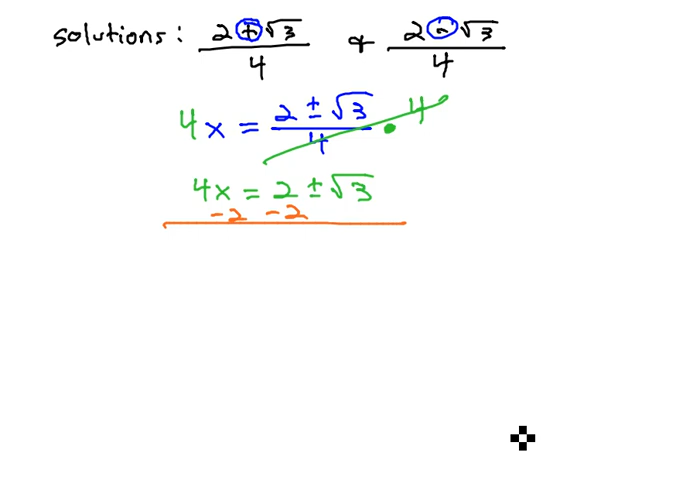 solutions: (2 + √3)/4 & (2 - √3)/4
4x = (2 ± √3)/4 · 4
4x = 2 ± √3
-2 -2